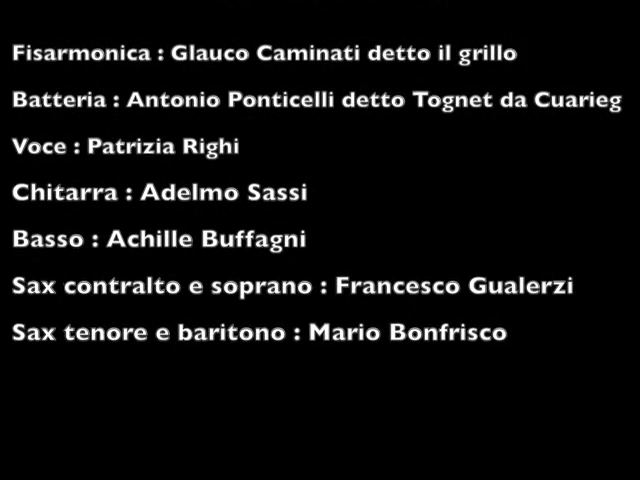 Fisarmonica : Glauco Caminati detto il grillo
Batteria : Antonio Ponticelli detto Tognet da Cuarieg
Voce : Patrizia Righi
Chitarra : Adelmo Sassi
Basso : Achille Buffagni
Sax contralto e soprano : Francesco Gualerzi
Sax tenore e baritono : Mario Bonfrisco